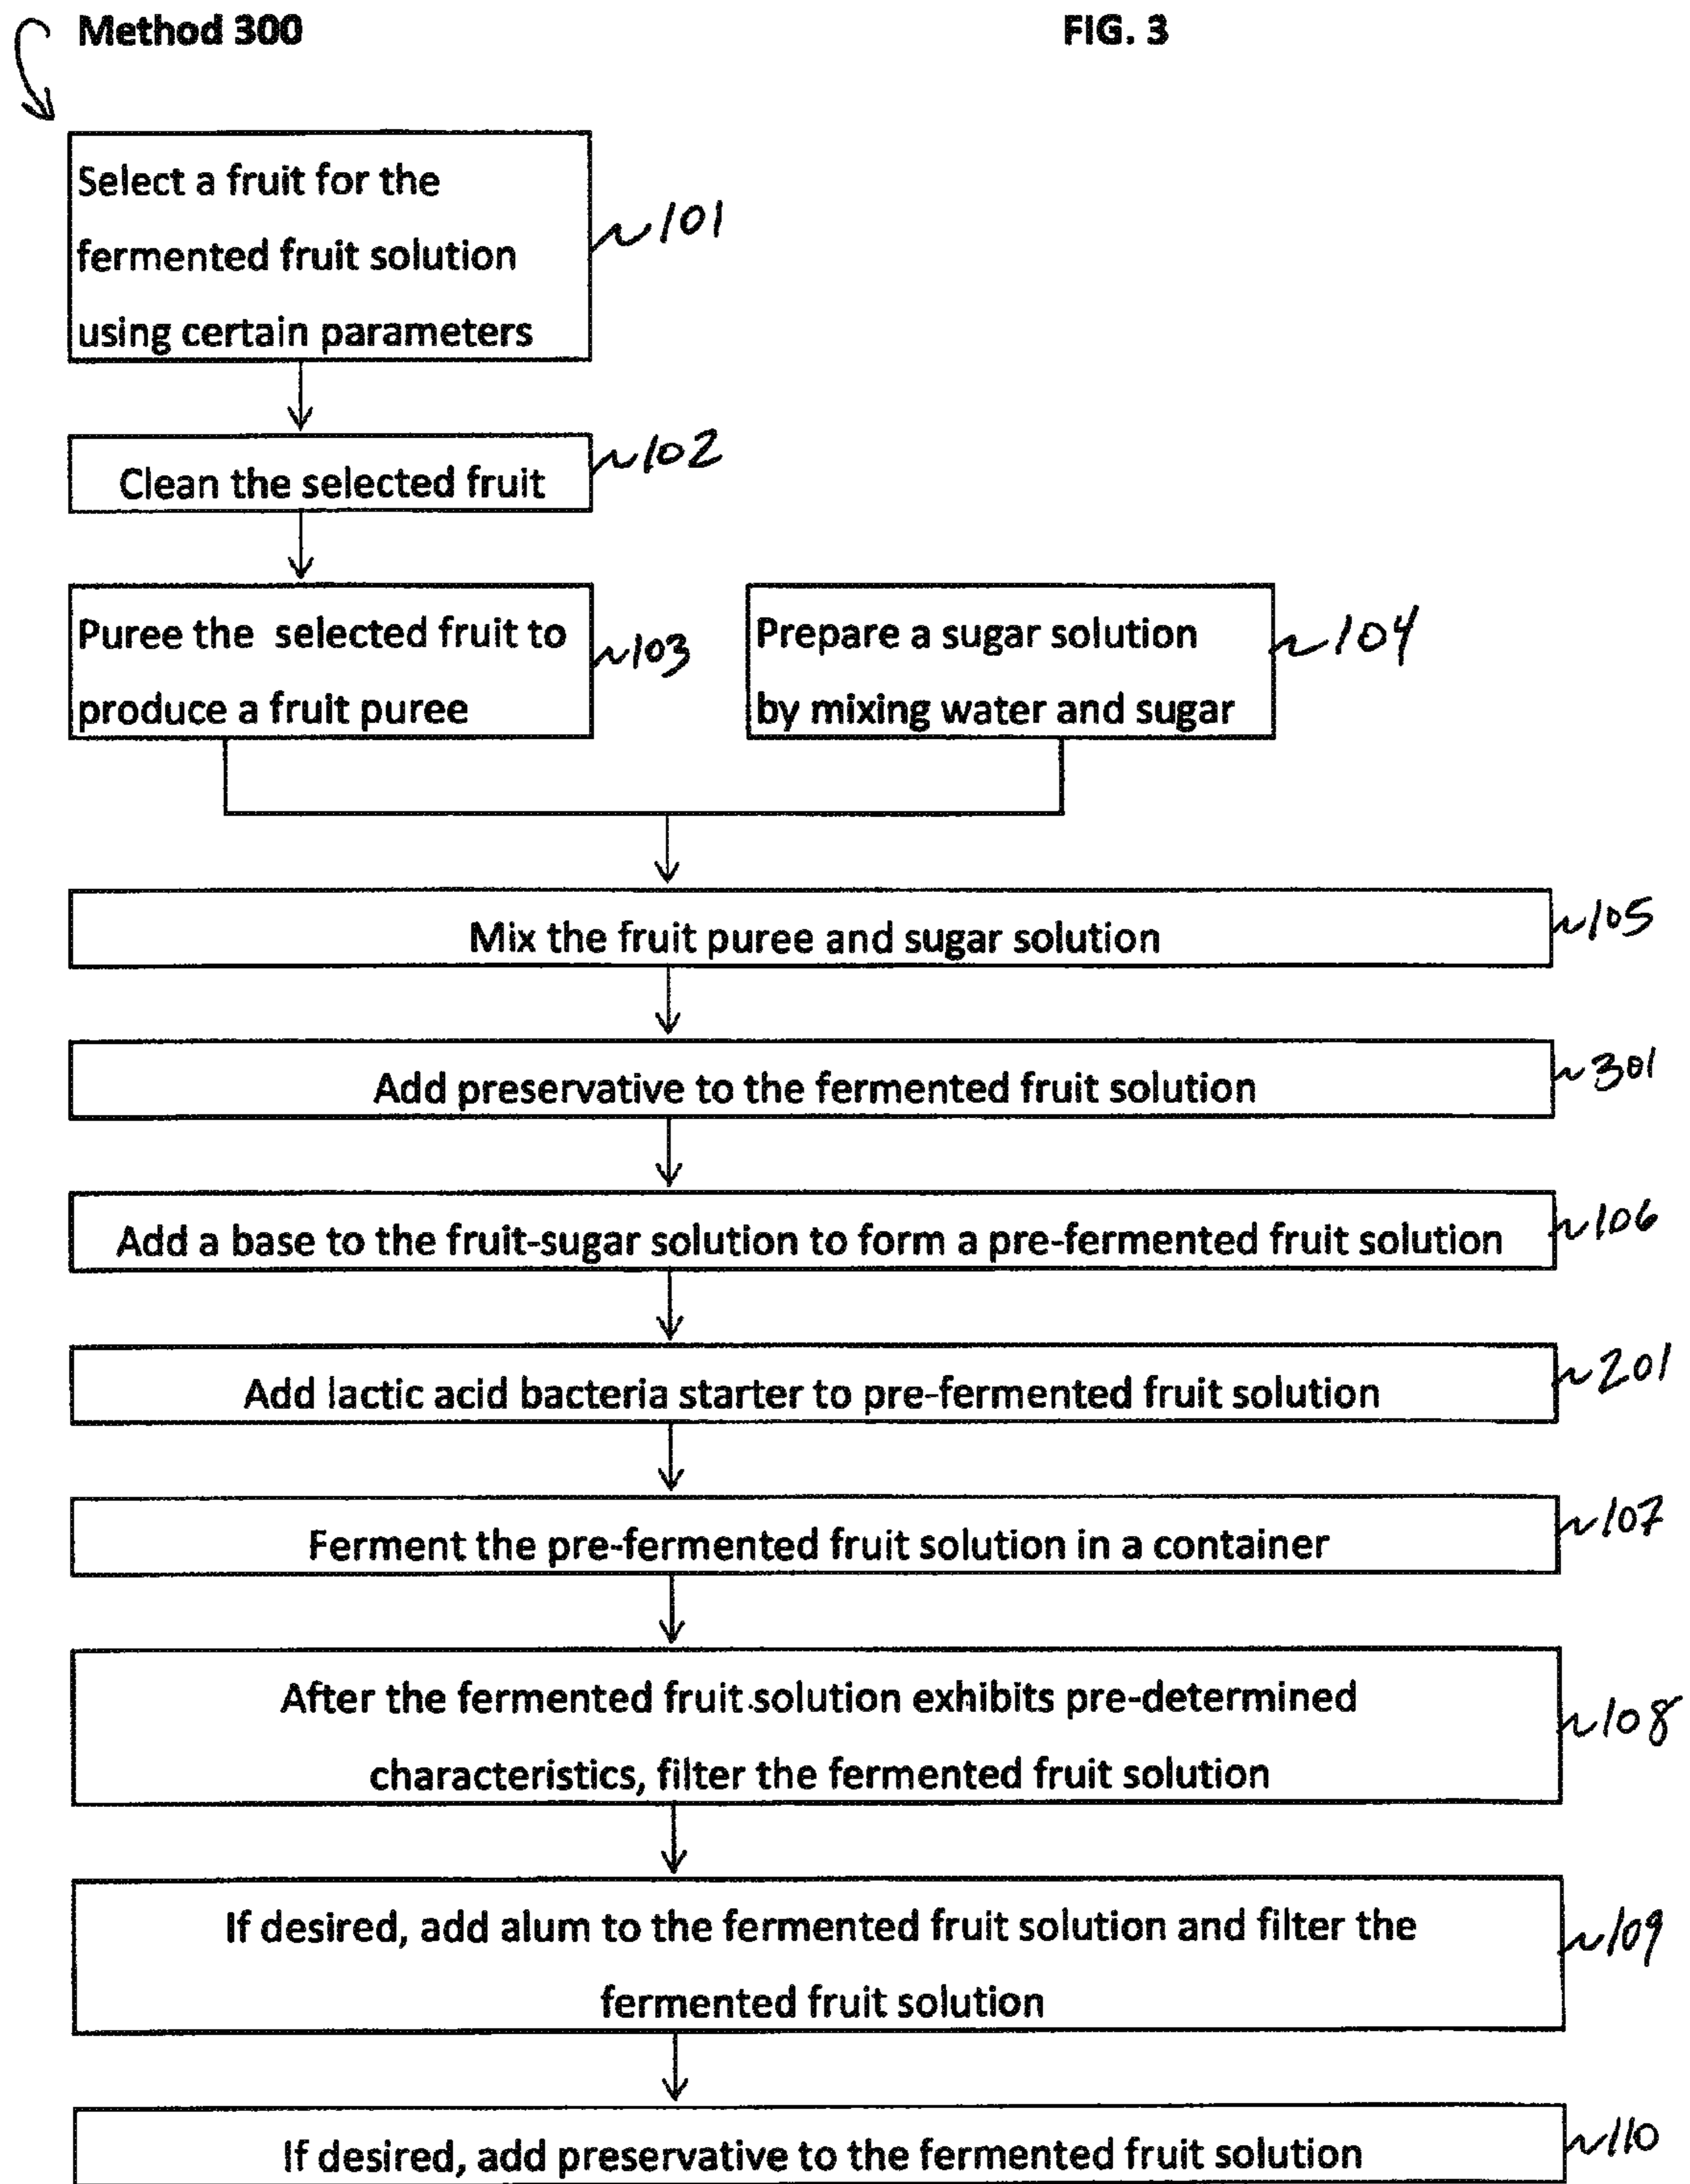 Method 300
FIG. 3
Select a fruit for the
fermented fruit solution
using certain parameters
~101
Clean the selected fruit
~102
Puree the selected fruit to
produce a fruit puree
~103
Prepare a sugar solution
by mixing water and sugar
~104
Mix the fruit puree and sugar solution
~105
Add preservative to the fermented fruit solution
~301
Add a base to the fruit-sugar solution to form a pre-fermented fruit solution
~106
Add lactic acid bacteria starter to pre-fermented fruit solution
~201
Ferment the pre-fermented fruit solution in a container
~107
After the fermented fruit solution exhibits pre-determined
characteristics, filter the fermented fruit solution
~108
If desired, add alum to the fermented fruit solution and filter the
fermented fruit solution
~109
If desired, add preservative to the fermented fruit solution
~110